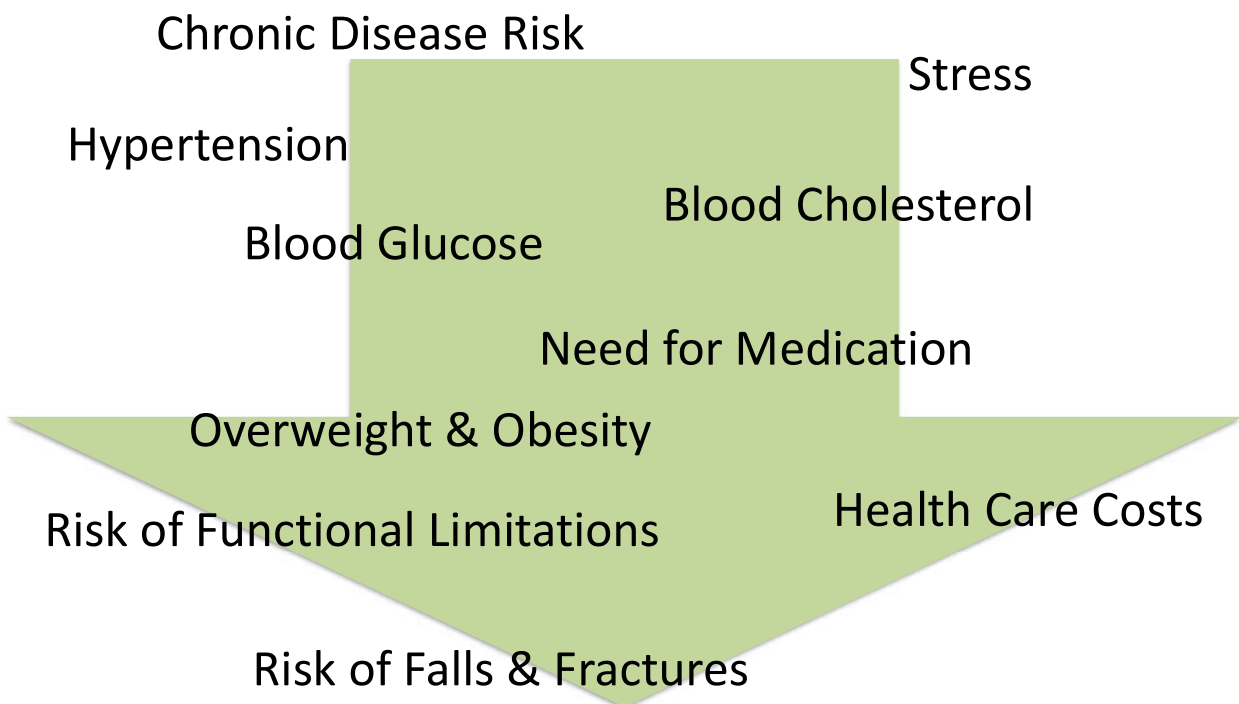 Chronic Disease Risk
Stress
Hypertension
Blood Cholesterol
Blood Glucose
Need for Medication
Overweight & Obesity
Health Care Costs
Risk of Functional Limitations
Risk of Falls & Fractures